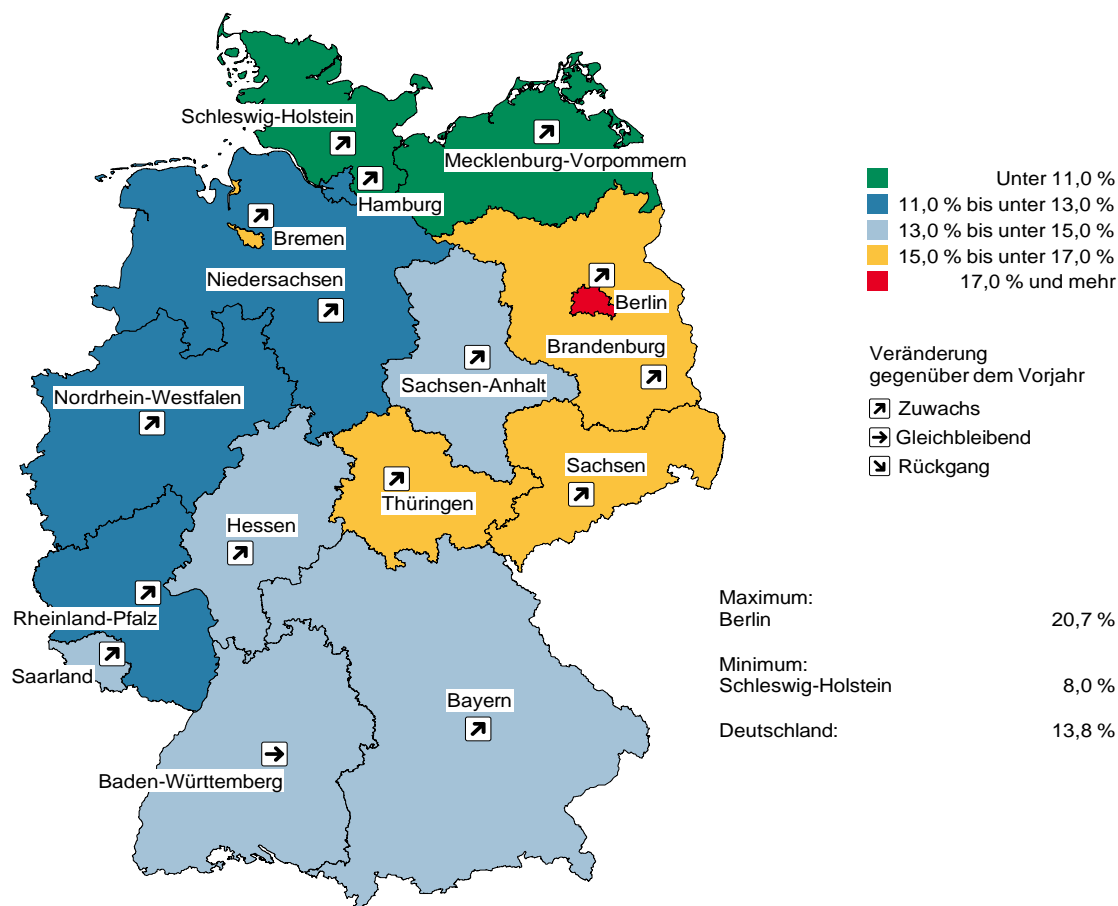 Schleswig-Holstein
Mecklenburg-Vorpommern
Hamburg
Bremen
Niedersachsen
Berlin
Brandenburg
Sachsen-Anhalt
Nordrhein-Westfalen
Sachsen
Thüringen
Hessen
Rheinland-Pfalz
Saarland
Bayern
Baden-Württemberg
Unter 11,0 %
11,0 % bis unter 13,0 %
13,0 % bis unter 15,0 %
15,0 % bis unter 17,0 %
17,0 % und mehr
Veränderung
gegenüber dem Vorjahr
Zuwachs
Gleichbleibend
Rückgang
Maximum:
Berlin 20,7 %
Minimum:
Schleswig-Holstein 8,0 %
Deutschland: 13,8 %